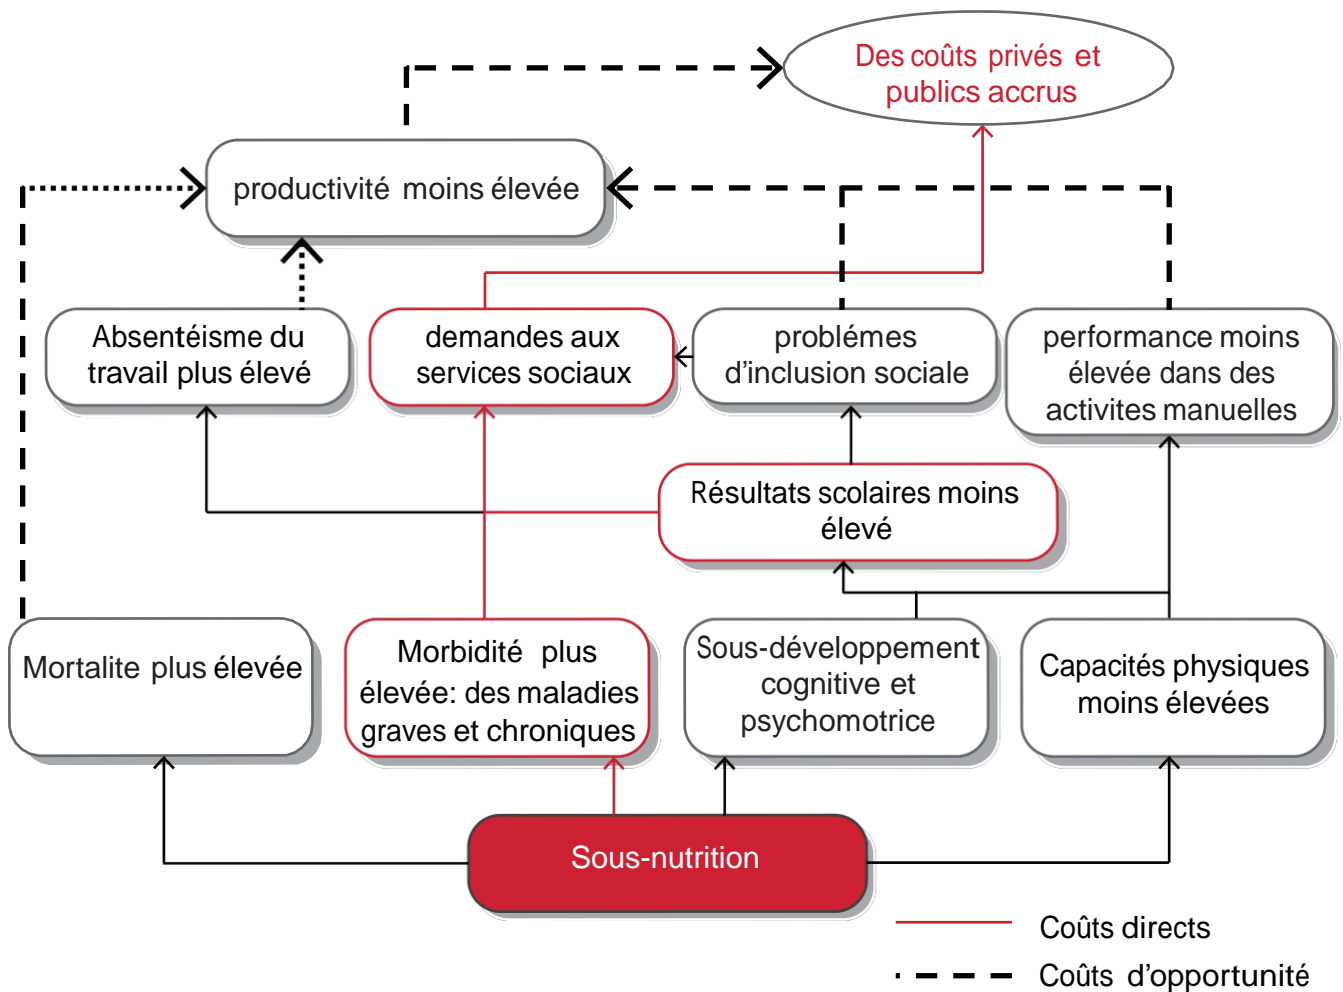 Des coûts privés et
publics accrus
productivité moins élevée
Absentéisme du
travail plus élevé
demandes aux
services sociaux
problémes
d'inclusion sociale
performance moins
élevée dans des
activites manuelles
Résultats scolaires moins
élevé
Mortalite plus élevée
Morbidité plus
élevée: des maladies
graves et chroniques
Sous-développement
cognitive et
psychomotrice
Capacités physiques
moins élevées
Sous-nutrition
Coûts directs
Coûts d'opportunité